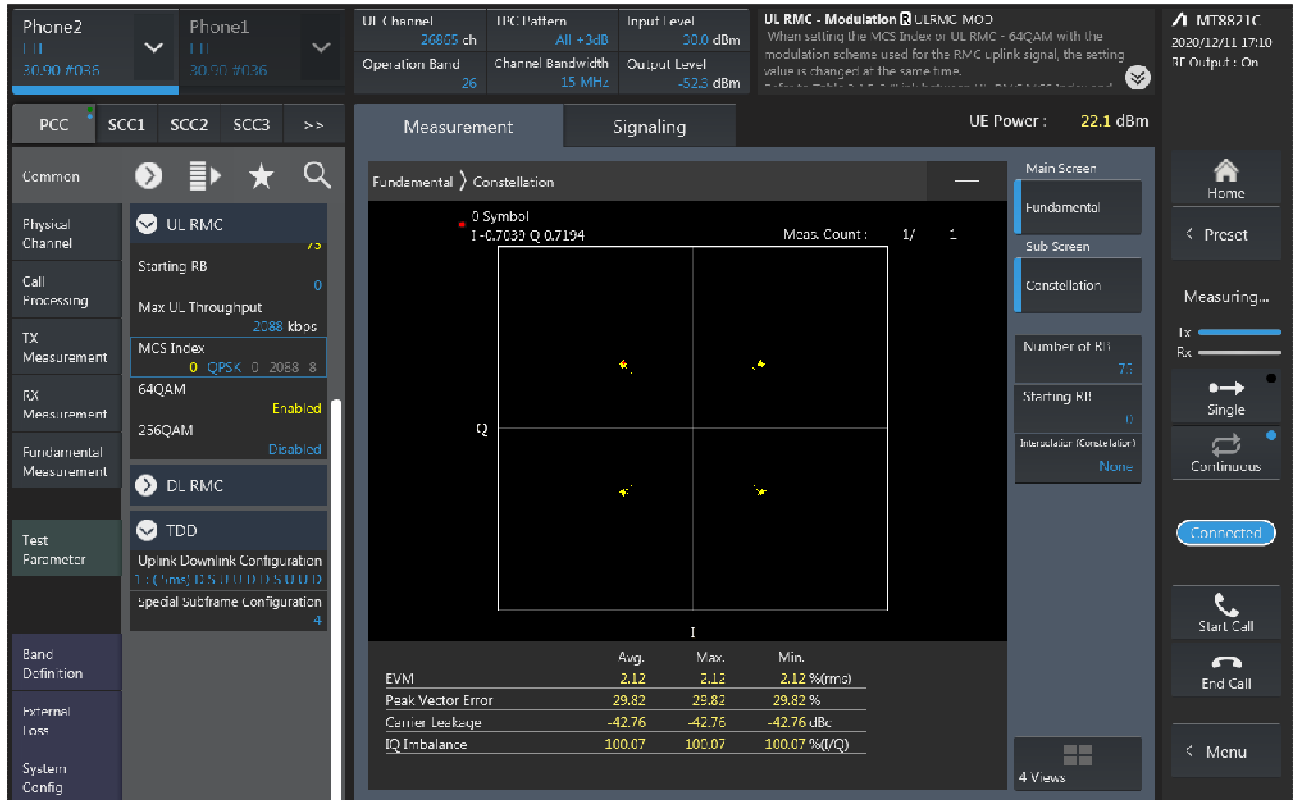 Phone2
30.90 #036
Phone1
30.90 #036
UL Channel
26865 ch
TPC Pattern
All +3dB
Input Level
30.0 dBm
Operation Band
26
Channel Bandwidth
15 MHz
Output Level
-52.3 dBm
UL RMC - Modulation R ULRMC_MOD
When setting the MCS Index or UL RMC - 64QAM with the
modulation scheme used for the RMC uplink signal, the setting
value is changed at the same time.
MT8821C
2020/12/11 17:10
RF Output : On
PCC
SCC1
SCC2
SCC3
>>
Measurement
Signaling
UE Power : 22.1 dBm
Common
Physical
Channel
Call
Processing
TX
Measurement
RX
Measurement
Fundamental
Measurement
Test
Parameter
Band
Definition
External
Loss
System
Config
UL RMC
75
Starting RB
0
Max UL Throughput
2088 kbps
MCS Index
0 QPSK 0 2088 8
64QAM
Enabled
256QAM
Disabled
DL RMC
TDD
Uplink Downlink Configuration
1 : ( 5ms) D S U U D D S U U D
Special Subframe Configuration
4
Fundamental > Constellation
0 Symbol
I -0.7039 Q 0.7194
Meas. Count : 1/ 1
Q
I
Avg. Max. Min.
EVM 2.12 2.12 2.12 %(rms)
Peak Vector Error 29.82 29.82 29.82 %
Carrier Leakage -42.76 -42.76 -42.76 dBc
IQ Imbalance 100.07 100.07 100.07 %(I/Q)
Main Screen
Fundamental
Sub Screen
Constellation
Number of RB
75
Starting RB
0
Interpolation (Constellation)
None
4 Views
Home
< Preset
Measuring...
Tx
Rx
Single
Continuous
Connected
Start Call
End Call
< Menu